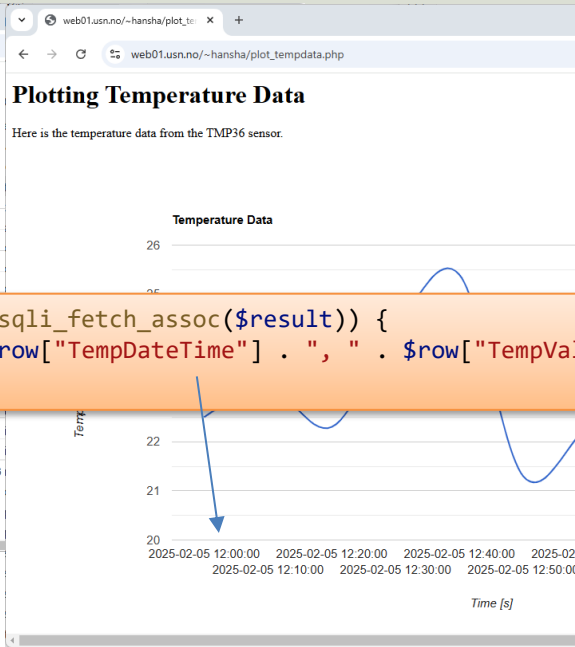 web01.usn.no/~hansha/plot_te
web01.usn.no/~hansha/plot_tempdata.php
Plotting Temperature Data
Here is the temperature data from the TMP36 sensor.
Temperature Data
26
sqli_fetch_assoc($result)) {
row["TempDateTime"] . ", " . $row["TempVal
22
21
20
2025-02-05 12:00:00 2025-02-05 12:20:00 2025-02-05 12:40:00 2025-02
2025-02-05 12:10:00 2025-02-05 12:30:00 2025-02-05 12:50:00
Time [s]